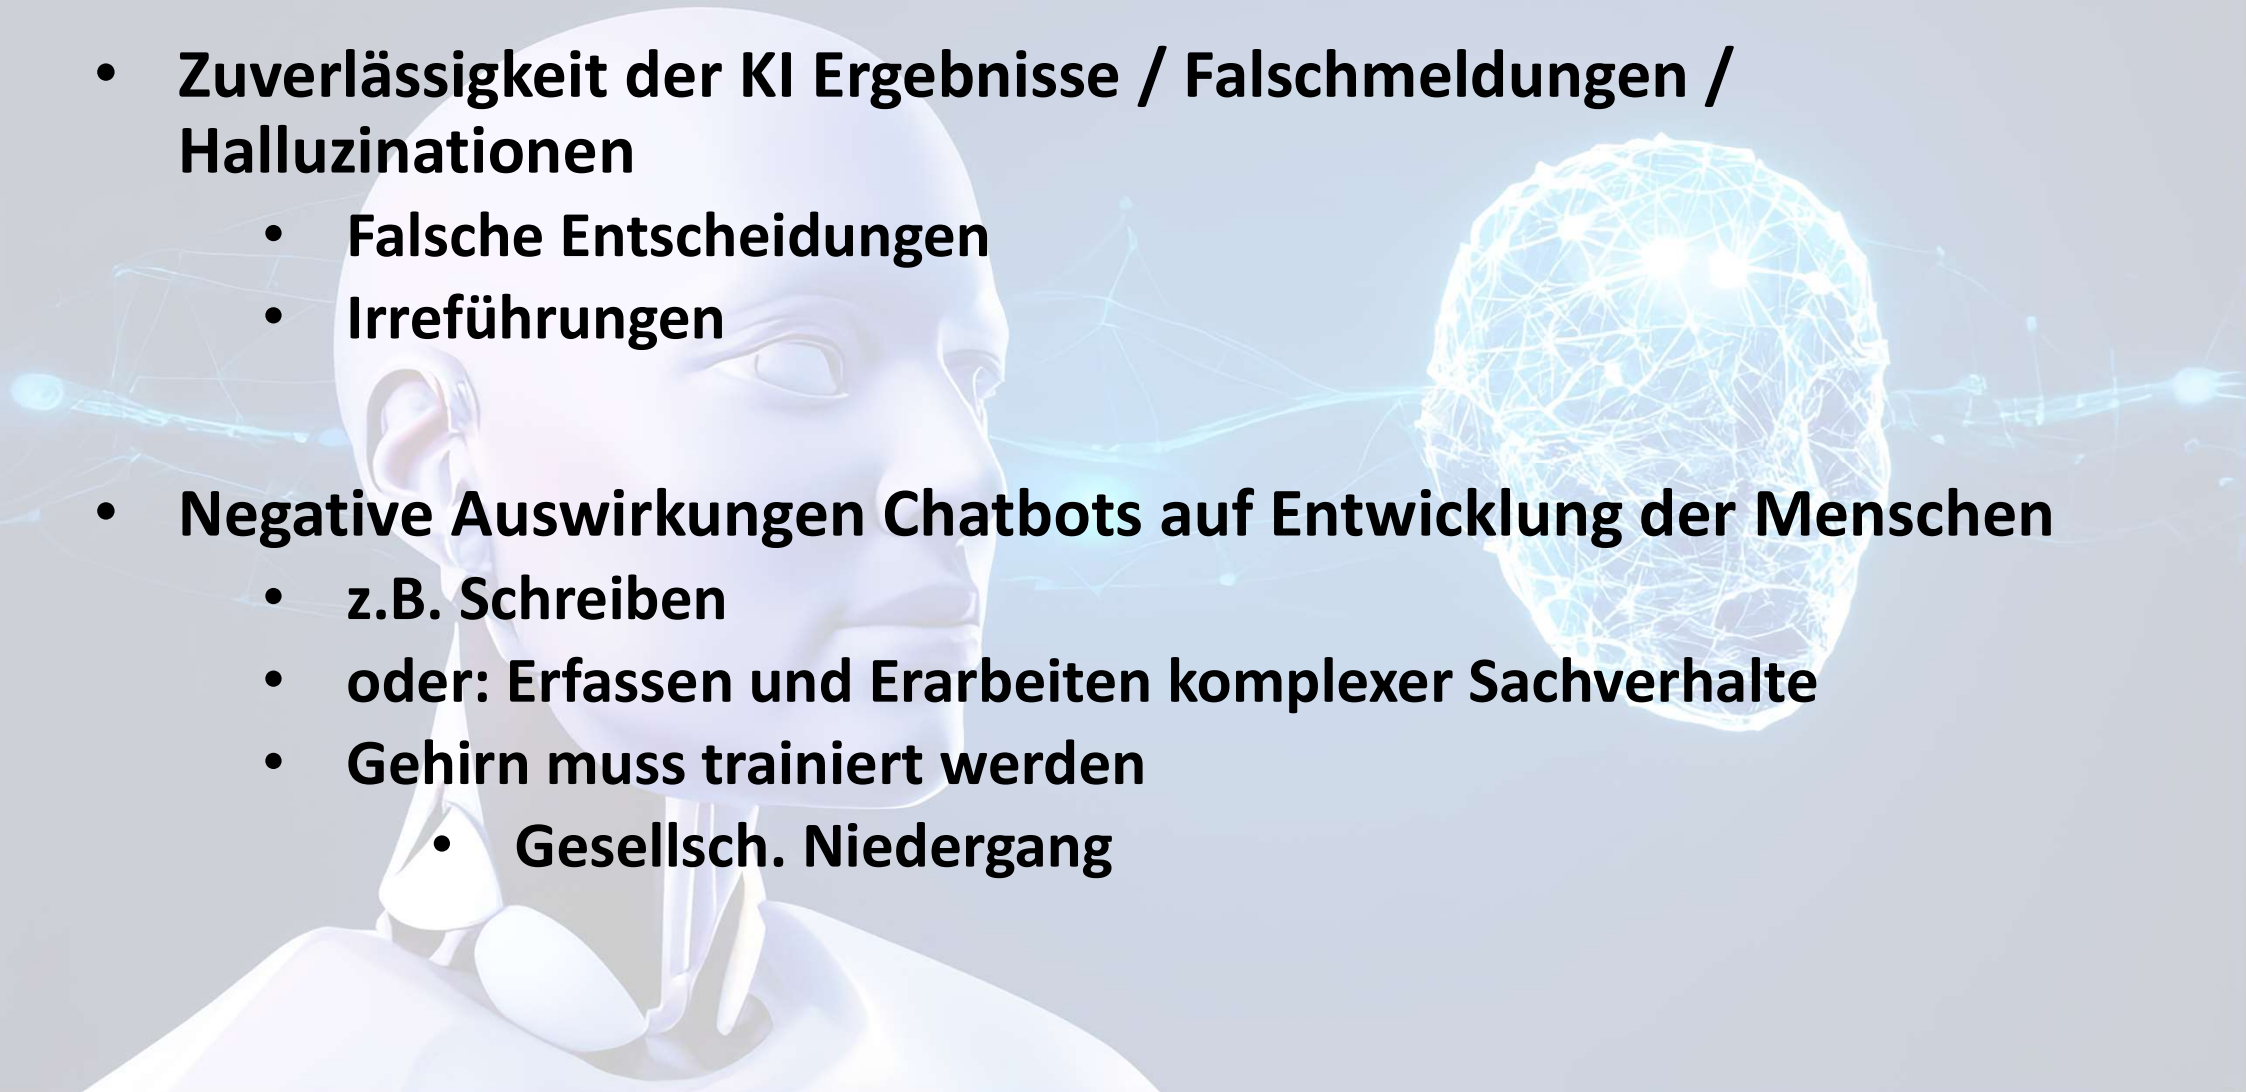 • Zuverlässigkeit der KI Ergebnisse / Falschmeldungen /
Halluzinationen
• Falsche Entscheidungen
• Irreführungen
• Negative Auswirkungen Chatbots auf Entwicklung der Menschen
• z.B. Schreiben
• oder: Erfassen und Erarbeiten komplexer Sachverhalte
• Gehirn muss trainiert werden
• Gesellsch. Niedergang